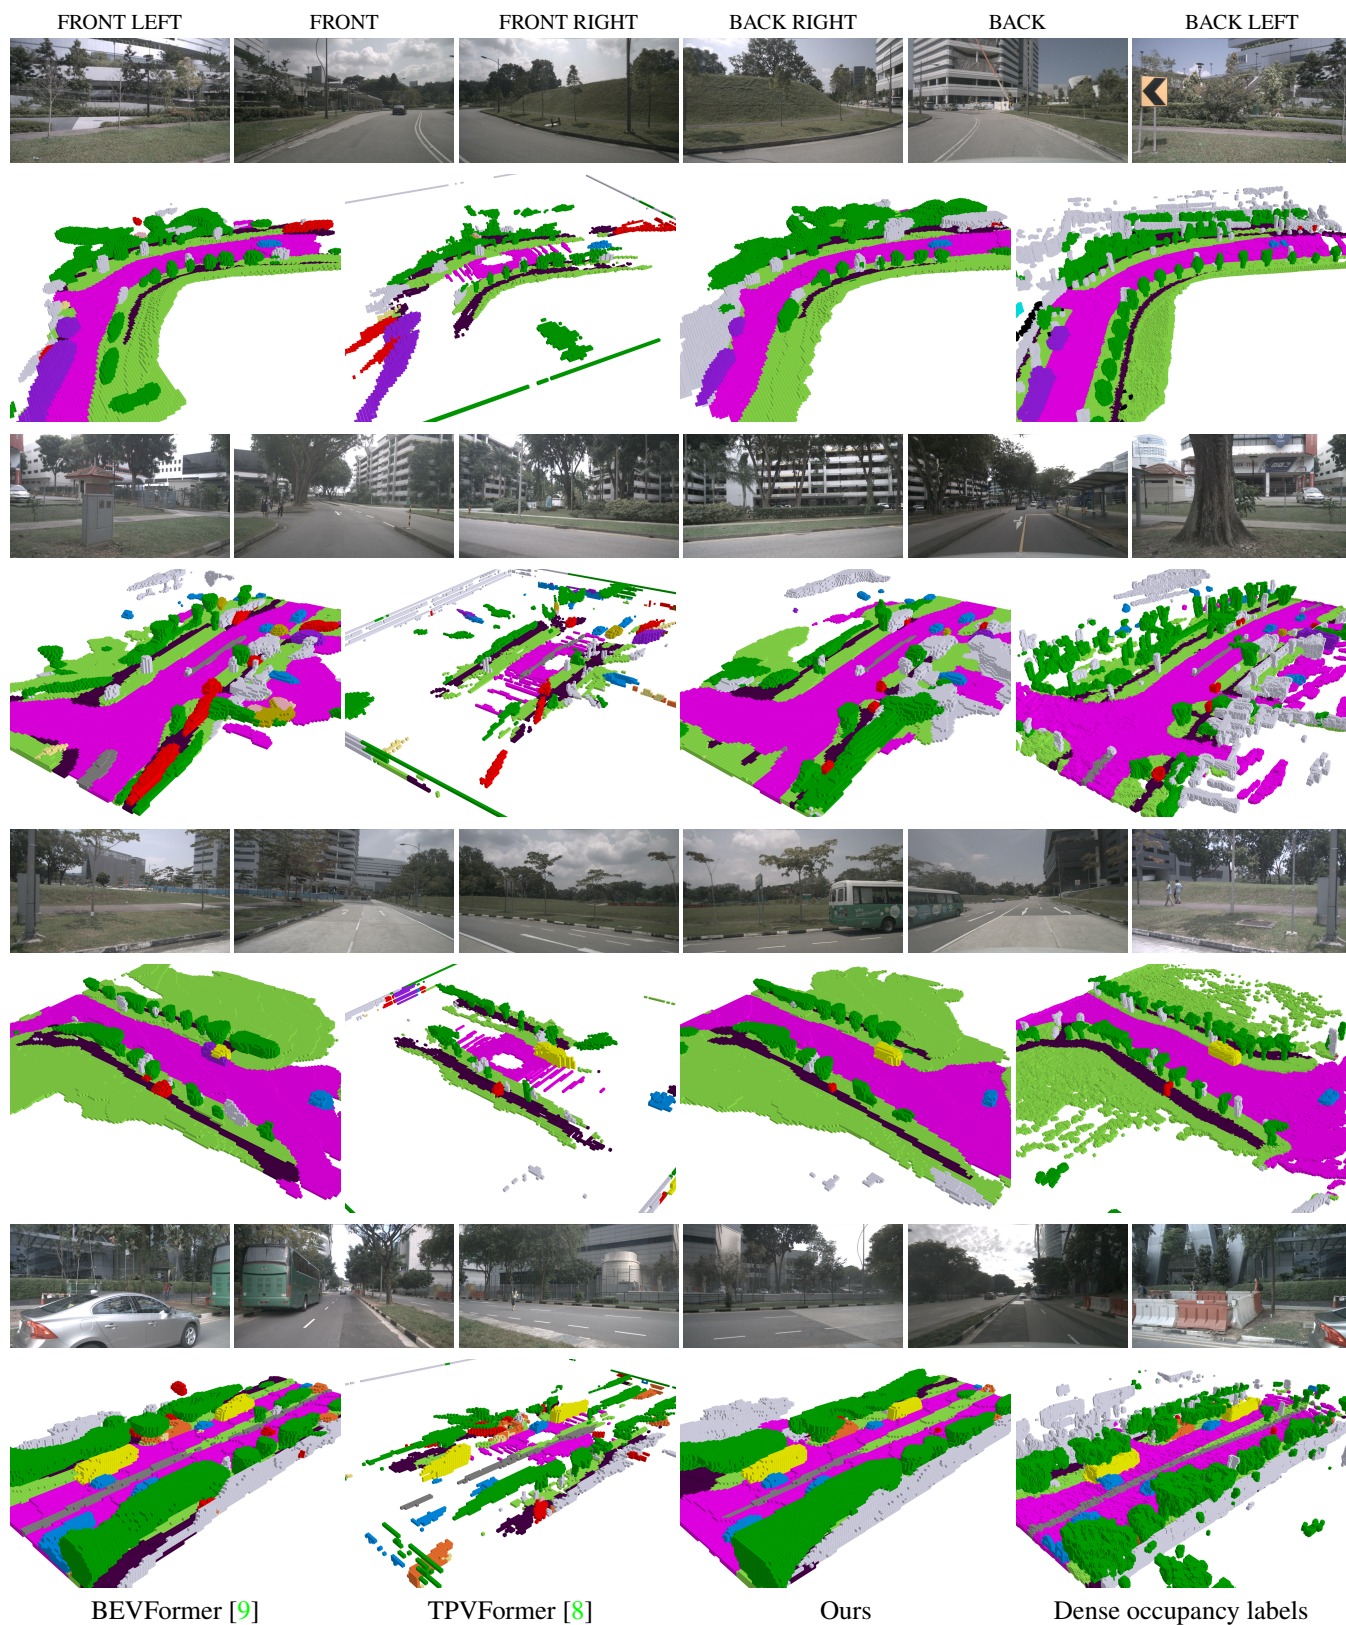 FRONT LEFT
FRONT
FRONT RIGHT
BACK RIGHT
BACK
BACK LEFT
BEVFormer [9]
TPVFormer [8]
Ours
Dense occupancy labels